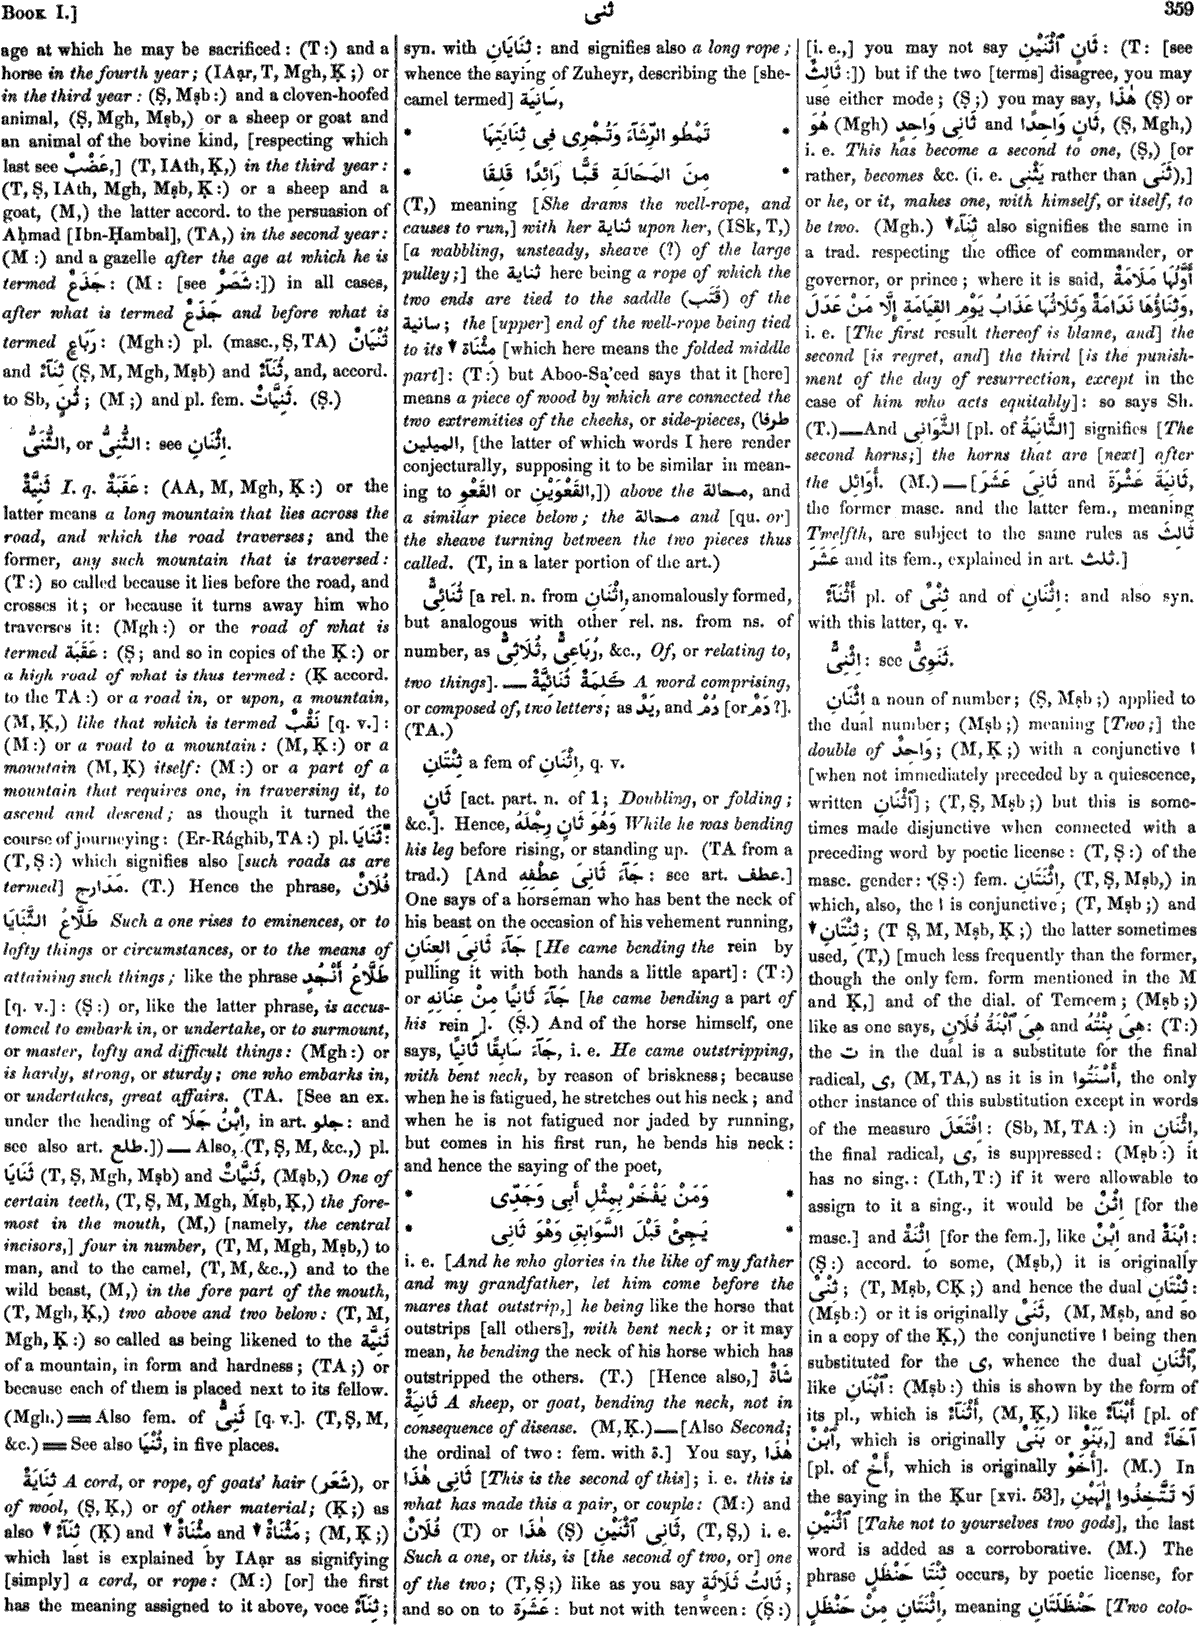 Book I.]
ثنى
359
age at which he may be sacrificed: (T:) and a
horse in the fourth year; (IAạr, T, Mgh, Ḳ;) or
in the third year: (Ṣ, Mṣb:) and a cloven-hoofed
animal, (Ṣ, Mgh, Mṣb,) or a sheep or goat and
an animal of the bovine kind, [respecting which
last see عَضْبٌ,] (T, IAth, Ḳ,) in the third year:
(T, Ṣ, IAth, Mgh, Mṣb, Ḳ:) or a sheep and a
goat, (M,) the latter accord. to the persuasion of
Aḥmad [Ibn-Ḥambal], (TA,) in the second year:
(M:) and a gazelle after the age at which he is
termed جَذَعٌ: (M: [see شَصَرٌ:]) in all cases,
after what is termed جَذَعٌ and before what is
termed رَبَاعٍ: (Mgh:) pl. (masc., Ṣ, TA) ثُنْيَانٌ
and ثِنَآءٌ (Ṣ, M, Mgh, Mṣb) and ثُنَآءٌ, and, accord.
to Sb, ثُنٍ; (M;) and pl. fem. ثَنِيَّاتٌ. (Ṣ.)
الثُّنَىُّ, or الثُّنِىُّ: see اِثْنَانِ.
ثَنِيَّةٌ I. q. عَقَبَةٌ: (AA, M, Mgh, Ḳ:) or the
latter means a long mountain that lies across the
road, and which the road traverses; and the
former, any such mountain that is traversed:
(T:) so called because it lies before the road, and
crosses it; or because it turns away him who
traverses it: (Mgh:) or the road of what is
termed عَقَبَة: (Ṣ; and so in copies of the Ḳ:) or
a high road of what is thus termed: (Ḳ accord.
to the TA:) or a road in, or upon, a mountain,
(M, Ḳ,) like that which is termed نَقْبٌ [q. v.]:
(M:) or a road to a mountain: (M, Ḳ:) or a
mountain (M, Ḳ) itself: (M:) or a part of a
mountain that requires one, in traversing it, to
ascend and descend; as though it turned the
course of journeying: (Er-Rághib, TA:) pl. ثَنَايَا:
(T, Ṣ:) which signifies also [such roads as are
termed] مَدَارِج. (T.) Hence the phrase, فُلَانٌ
طَلَّاعُ الثَّنَايَا Such a one rises to eminences, or to
lofty things or circumstances, or to the means of
attaining such things; like the phrase طَلَّاعُ أَنْجُدٍ
[q. v.]: (Ṣ:) or, like the latter phrase, is accus-
tomed to embark in, or undertake, or to surmount,
or master, lofty and difficult things: (Mgh:) or
is hardy, strong, or sturdy; one who embarks in,
or undertakes, great affairs. (TA. [See an ex.
under the heading of اِبْنُ جَلَا, in art. جلو: and
see also art. طلع.]) — Also, (T, Ṣ, M, &c.,) pl.
ثَنَايَا (T, Ṣ, Mgh, Mṣb) and ثَنِيَّاتٌ, (Mṣb,) One of
certain teeth, (T, Ṣ, M, Mgh, Mṣb, Ḳ,) the fore-
most in the mouth, (M,) [namely, the central
incisors,] four in number, (T, M, Mgh, Mṣb,) to
man, and to the camel, (T, M, &c.,) and to the
wild beast, (M,) in the fore part of the mouth,
(T, Mgh, Ḳ,) two above and two below: (T, M,
Mgh, Ḳ:) so called as being likened to the ثَنِيَّة
of a mountain, in form and hardness; (TA;) or
because each of them is placed next to its fellow.
(Mgh.) = Also fem. of ثَنِىٌّ [q. v.]. (T, Ṣ, M,
&c.) = See also ثُنْيَا, in five places.
ثِنَايَةٌ A cord, or rope, of goats' hair (شَعَر), or
of wool, (Ṣ, Ḳ,) or of other material; (Ḳ;) as
also ▼ ثِنَآءٌ (Ḳ) and ▼ مِثْنَاةٌ and ▼ مَثْنَاةٌ; (M, Ḳ;)
which last is explained by IAạr as signifying
[simply] a cord, or rope: (M:) [or] the first
has the meaning assigned to it above, voce ثِنَآءٌ;
syn. with ثِنَايَانِ: and signifies also a long rope;
whence the saying of Zuheyr, describing the [she-
camel termed] سَانِيَة,
* تَمْطُو الرِّشَآءَ وَتُجْرِى فِى ثِنَايَتِهَا *
* مِنَ المَحَالَةِ قَبًّا رَائِدًا قَلِقَا *
(T,) meaning [She draws the well-rope, and
causes to run,] with her ثناية upon her, (ISk, T,)
[a wabbling, unsteady, sheave (?) of the large
pulley;] the ثناية here being a rope of which the
two ends are tied to the saddle (قَتَب) of the
سانية; the [upper] end of the well-rope being tied
to its ▼ مَثْنَاة [which here means the folded middle
part]: (T:) but Aboo-Sa'eed says that it [here]
means a piece of wood by which are connected the
two extremities of the cheeks, or side-pieces, (طرفا
الميلين, [the latter of which words I here render
conjecturally, supposing it to be similar in mean-
ing to القَعْوِ or القَعْوَيْنِ,]) above the محالة, and
a similar piece below; the محالة and [qu. or]
the sheave turning between the two pieces thus
called. (T, in a later portion of the art.)
ثُنَائِىٌّ [a rel. n. from اِثْنَانِ, anomalously formed,
but analogous with other rel. ns. from ns. of
number, as ثُلَاثِىٌّ, رُبَاعِىٌّ, &c., Of, or relating to,
two things]. — كَلِمَةٌ ثُنَائِيَّةٌ A word comprising,
or composed of, two letters; as يَدٌ, and دُمْ [or دَمٌ ?].
(TA.)
ثِنْتَانِ a fem of اِثْنَانِ, q. v.
ثَانٍ [act. part. n. of 1; Doubling, or folding;
&c.]. Hence, وَهُوَ ثَانٍ رِجْلَهُ While he was bending
his leg before rising, or standing up. (TA from a
trad.) [And جَآءَ ثَانِىَ عِطْفِهِ: see art. عطف.]
One says of a horseman who has bent the neck of
his beast on the occasion of his vehement running,
جَآءَ ثَانِىَ العِنَانِ [He came bending the rein by
pulling it with both hands a little apart]: (T:)
or جَآءَ ثَانِيًا مِنْ عِنَانِهِ [he came bending a part of
his rein ]. (Ṣ.) And of the horse himself, one
says, جَآءَ سَابِقًا ثَانِيًا, i. e. He came outstripping,
with bent neck, by reason of briskness; because
when he is fatigued, he stretches out his neck; and
when he is not fatigued nor jaded by running,
but comes in his first run, he bends his neck:
and hence the saying of the poet,
* وَمَنْ يَفْخَرْ بِمِثْلِ أَبِى وَجَدِّى *
* يَجِىْٔ قَبْلَ السَّوَابِقِ وَهْوَ ثَانِى *
i. e. [And he who glories in the like of my father
and my grandfather, let him come before the
mares that outstrip,] he being like the horse that
outstrips [all others], with bent neck; or it may
mean, he bending the neck of his horse which has
outstripped the others. (T.) [Hence also,] شَاةٌ
ثَانِيَةٌ A sheep, or goat, bending the neck, not in
consequence of disease. (M, Ḳ.) — [Also Second;
the ordinal of two: fem. with ة.] You say, هٰذَا
ثَانِى هٰذَا [This is the second of this]; i. e. this is
what has made this a pair, or couple: (M:) and
فُلَانٌ (T) or هٰذَا (Ṣ) ثَانِى ٱثْنَيْنِ, (T, Ṣ,) i. e.
Such a one, or this, is [the second of two, or] one
of the two; (T, Ṣ;) like as you say ثَالِثُ ثَلَاثَةٍ;
and so on to عَشَرَة: but not with tenween: (Ṣ:)
[i. e.,] you may not say ثَانٍ ٱثْنَيْنِ: (T: [see
ثَالِثٌ:]) but if the two [terms] disagree, you may
use either mode; (Ṣ;) you may say, هٰذَا (Ṣ) or
هُوَ (Mgh) ثَانِى وَاحِدٍ and ثَانٍ وَاحِدًا, (Ṣ, Mgh,)
i. e. This has become a second to one, (Ṣ,) [or
rather, becomes &c. (i. e. يَثْنِى rather than ثَنَى),]
or he, or it, makes one, with himself, or itself, to
be two. (Mgh.) ▼ ثِنَآءٌ also signifies the same in
a trad. respecting the office of commander, or
governor, or prince; where it is said, أَوَّلُهَا مَلَامَةٌ
وَثِنَاؤُهَا نَدَامَةٌ وَثِلَاثُهَا عَذَابُ يَوْمِ القِيَامَةِ إِلَّا مَنْ عَدَلَ,
i. e. [The first result thereof is blame, and] the
second [is regret, and] the third [is the punish-
ment of the day of resurrection, except in the
case of him who acts equitably]: so says Sh.
(T.) — And الثَّوَانِى [pl. of الثَّانِيَةُ] signifies [The
second horns;] the horns that are [next] after
the أَوَائِل. (M.) — [ثَانِىَ عَشَرَ and ثَانِيَةَ عَشْرَةَ,
the former masc. and the latter fem., meaning
Twelfth, are subject to the same rules as ثَالِثَ
عَشَرَ and its fem., explained in art. ثلث.]
أَثْنَآءٌ pl. of ثِنْىٌ and of اِثْنَانِ: and also syn.
with this latter, q. v.
اِثْنِىٌّ: see ثَنَوِىٌّ.
اِثْنَانِ a noun of number; (Ṣ, Mṣb;) applied to
the dual number; (Mṣb;) meaning [Two;] the
double of وَاحِدٌ; (M, Ḳ;) with a conjunctive ا
[when not immediately preceded by a quiescence,
written ٱثْنَانِ]; (T, Ṣ, Mṣb;) but this is some-
times made disjunctive when connected with a
preceding word by poetic license: (T, Ṣ:) of the
masc. gender: (Ṣ:) fem. اِثْنَتَانِ, (T, Ṣ, Mṣb,) in
which, also, the ا is conjunctive; (T, Mṣb;) and
▼ ثِنْتَانِ; (T Ṣ, M, Mṣb, Ḳ;) the latter sometimes
used, (T,) [much less frequently than the former,
though the only fem. form mentioned in the M
and Ḳ,] and of the dial. of Temeem; (Mṣb;)
like as one says, هِىَ ٱبْنَةُ فُلَانٍ and هِىَ بِنْتُهُ: (T:)
the ت in the dual is a substitute for the final
radical, ى, (M, TA,) as it is in أَسْنَتُوا, the only
other instance of this substitution except in words
of the measure اِفْتَعَلَ: (Sb, M, TA:) in اِثْنَانِ,
the final radical, ى, is suppressed: (Mṣb:) it
has no sing.: (Lth, T:) if it were allowable to
assign to it a sing., it would be اِثْنٌ [for the
masc.] and اِثْنَةٌ [for the fem.], like اِبْنٌ and اِبْنَةٌ:
(Ṣ:) accord. to some, (Mṣb,) it is originally
ثِنْىٌ; (T, Mṣb, CḲ;) and hence the dual ثِنْتَانِ:
(Mṣb:) or it is originally ثَنَىٌ, (M, Mṣb, and so
in a copy of the Ḳ,) the conjunctive ا being then
substituted for the ى, whence the dual اِثْنَانِ,
like اِبْنَانِ: (Mṣb:) this is shown by the form of
its pl., which is أَثْنَآءٌ, (M, Ḳ,) like أَبْنَآءٌ [pl. of
اِبْنٌ, which is originally بَنَىٌ or بَنَوٌ,] and آخَآءٌ
[pl. of أَخٌ, which is originally أَخَوٌ]. (M.) In
the saying in the Ḳur [xvi. 53], لَا تَتَّخِذُوا إِلٰهَيْنِ
ٱثْنَيْنِ [Take not to yourselves two gods], the last
word is added as a corroborative. (M.) The
phrase ثِنْتَا حَنْظَلٍ occurs, by poetic license, for
اِثْنَتَانِ مِنْ حَنْظَلٍ, meaning حَنْظَلَتَانِ [Two colo-